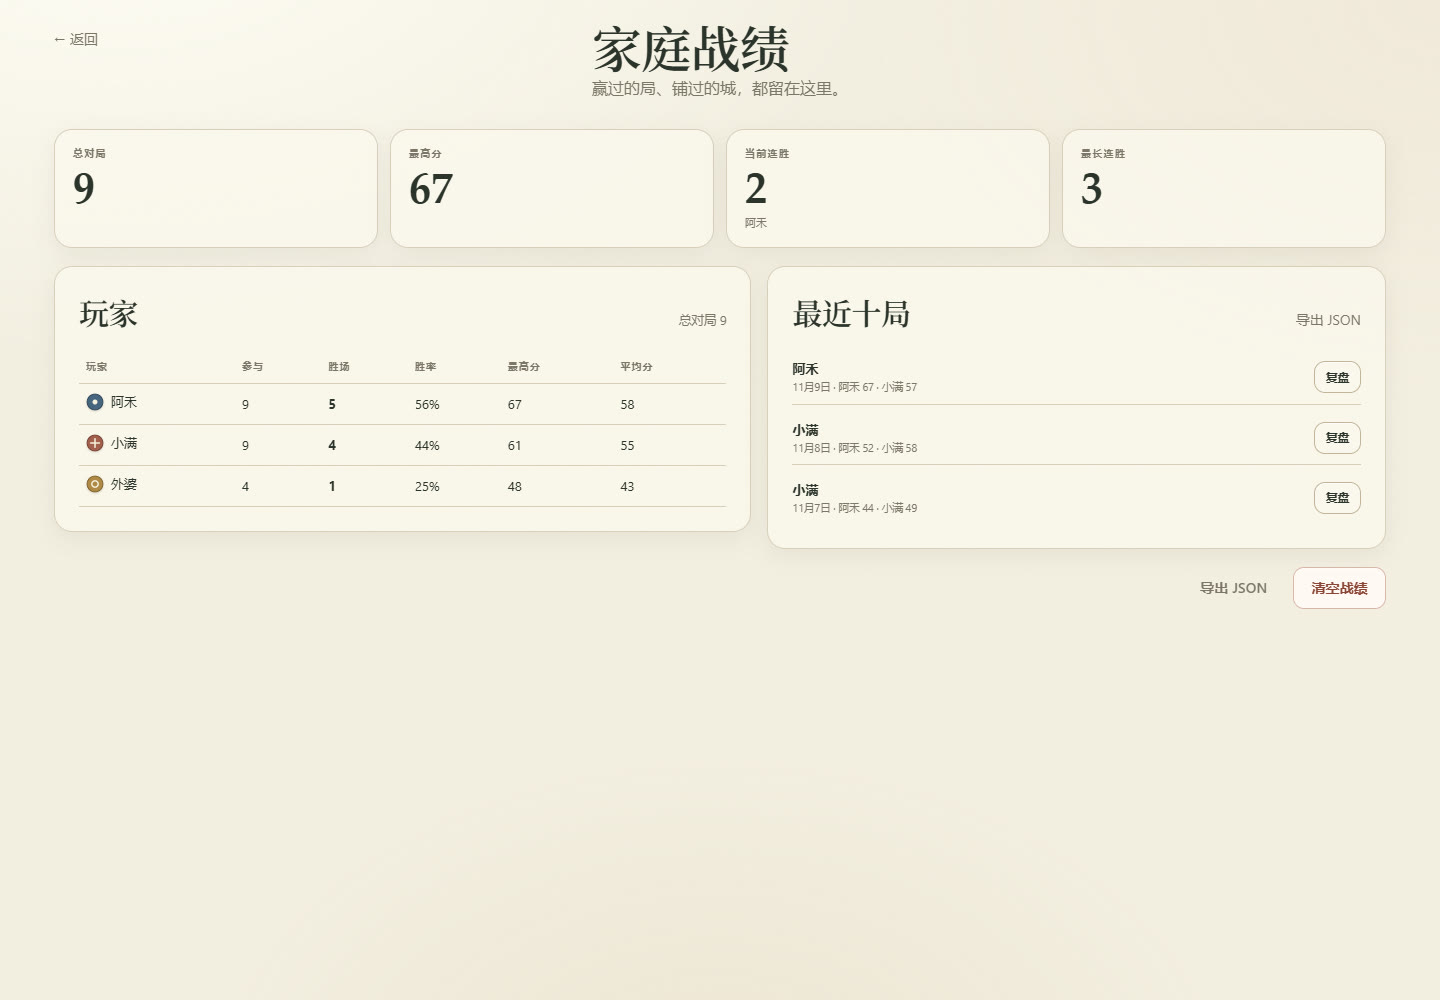 ← 返回
家庭战绩
赢过的局、铺过的城，都留在这里。
总对局
9
最高分
67
当前连胜
2
阿禾
最长连胜
3
玩家
总对局 9
玩家 参与 胜场 胜率 最高分 平均分
阿禾 9 5 56% 67 58
小满 9 4 44% 61 55
外婆 4 1 25% 48 43
最近十局
导出 JSON
阿禾
11月9日 · 阿禾 67 · 小满 57
复盘
小满
11月8日 · 阿禾 52 · 小满 58
复盘
小满
11月7日 · 阿禾 44 · 小满 49
复盘
导出 JSON
清空战绩